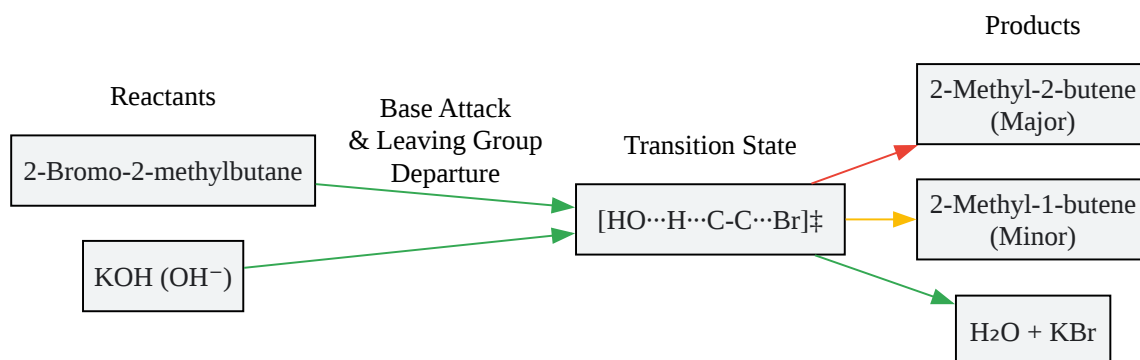 Reactants
2-Bromo-2-methylbutane
KOH (OH⁻)
Base Attack
& Leaving Group
Departure
Transition State
[HO···H···C-C···Br]‡
Products
2-Methyl-2-butene
(Major)
2-Methyl-1-butene
(Minor)
H₂O + KBr